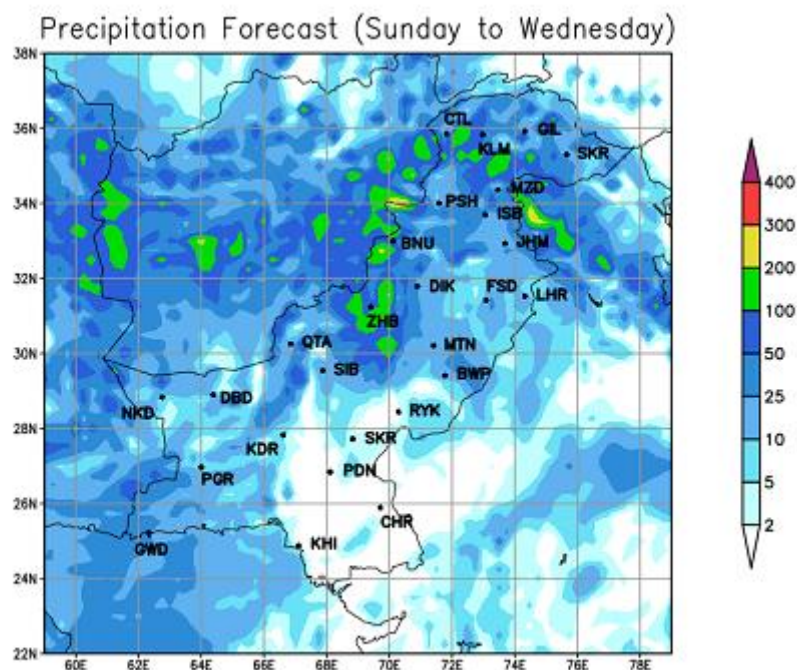 Precipitation Forecast (Sunday to Wednesday)
38N
36N
CTL
KLM
GIL
SKR
34N
PSH
MZD
ISB
BNU
JHM
32N
DIK
FSD
LHR
ZHB
30N
QTA
SIB
MTN
BWP
28N
NKD
DBD
RYK
KDR
SKR
PGR
PDN
26N
CHR
GWD
KHI
24N
22N
60E 62E 64E 66E 68E 70E 72E 74E 76E 78E
400
300
200
100
50
25
10
5
2